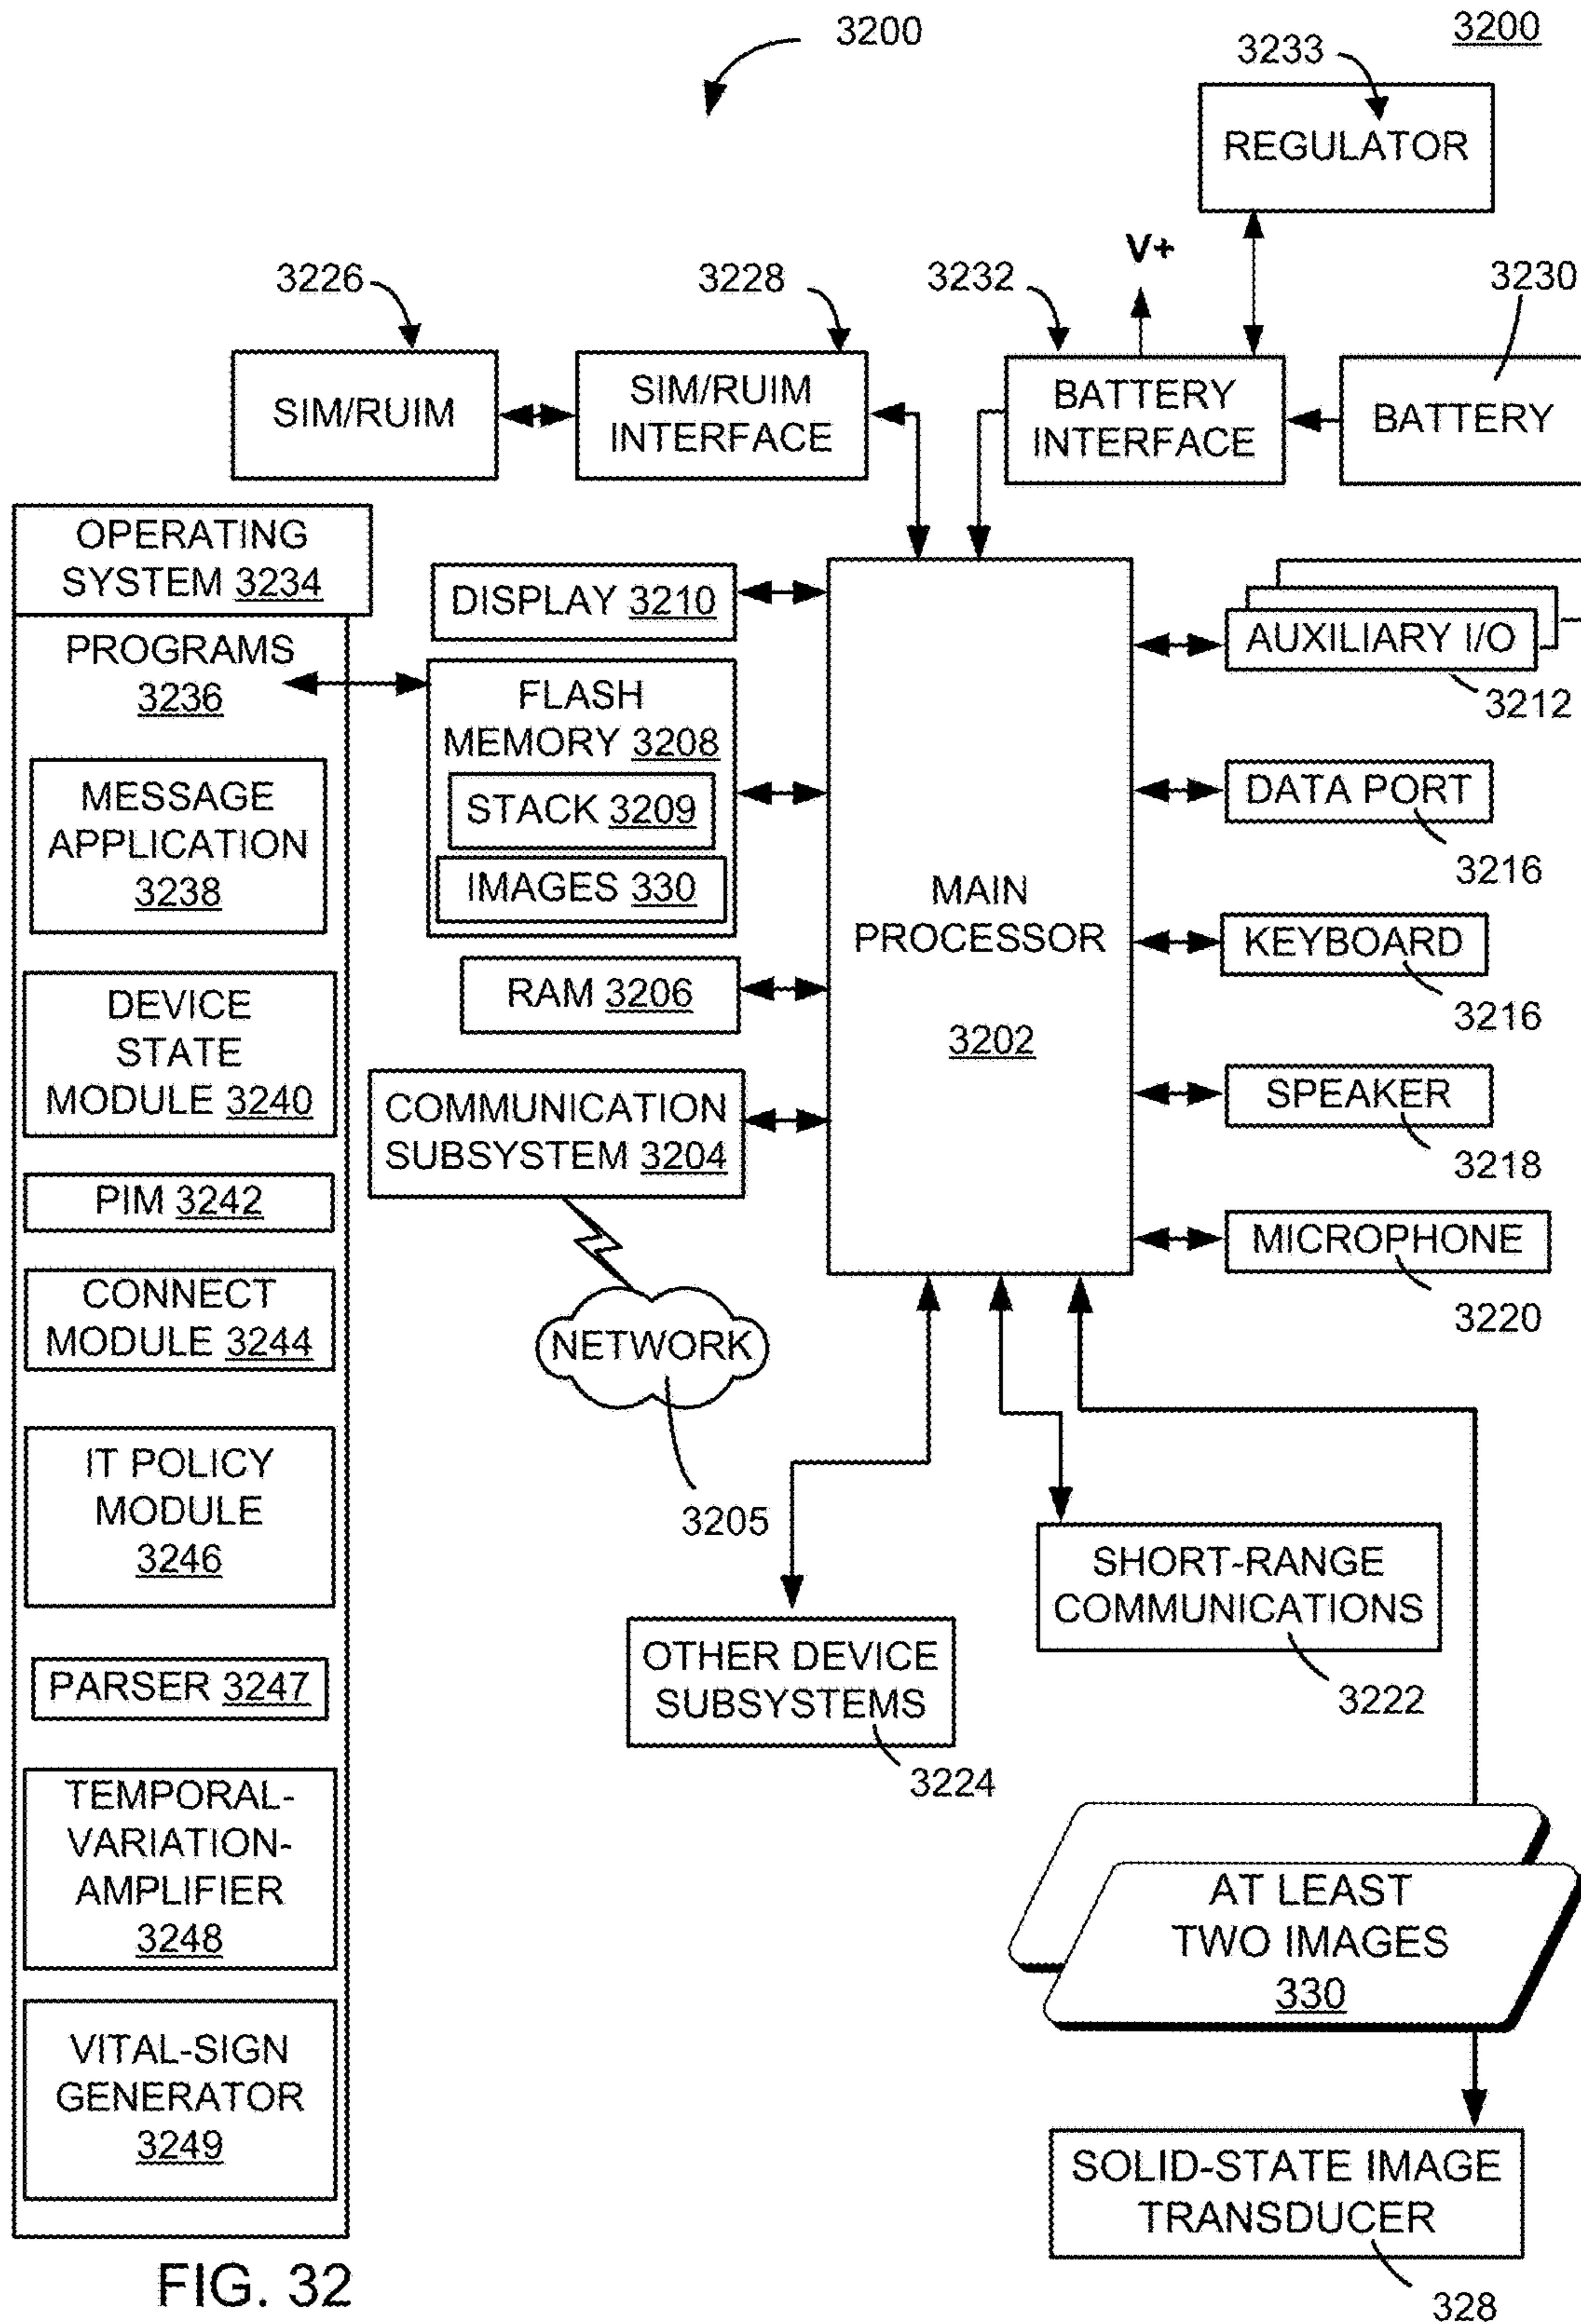 3200
3200
3233
REGULATOR
V+
3226
3228
3232
3230
SIM/RUIM
SIM/RUIM
INTERFACE
BATTERY
INTERFACE
BATTERY
OPERATING
SYSTEM 3234
PROGRAMS
3236
MESSAGE
APPLICATION
3238
DEVICE
STATE
MODULE 3240
PIM 3242
CONNECT
MODULE 3244
IT POLICY
MODULE
3246
PARSER 3247
TEMPORAL-
VARIATION-
AMPLIFIER
3248
VITAL-SIGN
GENERATOR
3249
DISPLAY 3210
FLASH
MEMORY 3208
STACK 3209
IMAGES 330
RAM 3206
COMMUNICATION
SUBSYSTEM 3204
NETWORK
3205
MAIN
PROCESSOR
3202
AUXILIARY I/O
3212
DATA PORT
3216
KEYBOARD
3216
SPEAKER
3218
MICROPHONE
3220
OTHER DEVICE
SUBSYSTEMS
3224
SHORT-RANGE
COMMUNICATIONS
3222
AT LEAST
TWO IMAGES
330
SOLID-STATE IMAGE
TRANSDUCER
328
FIG. 32